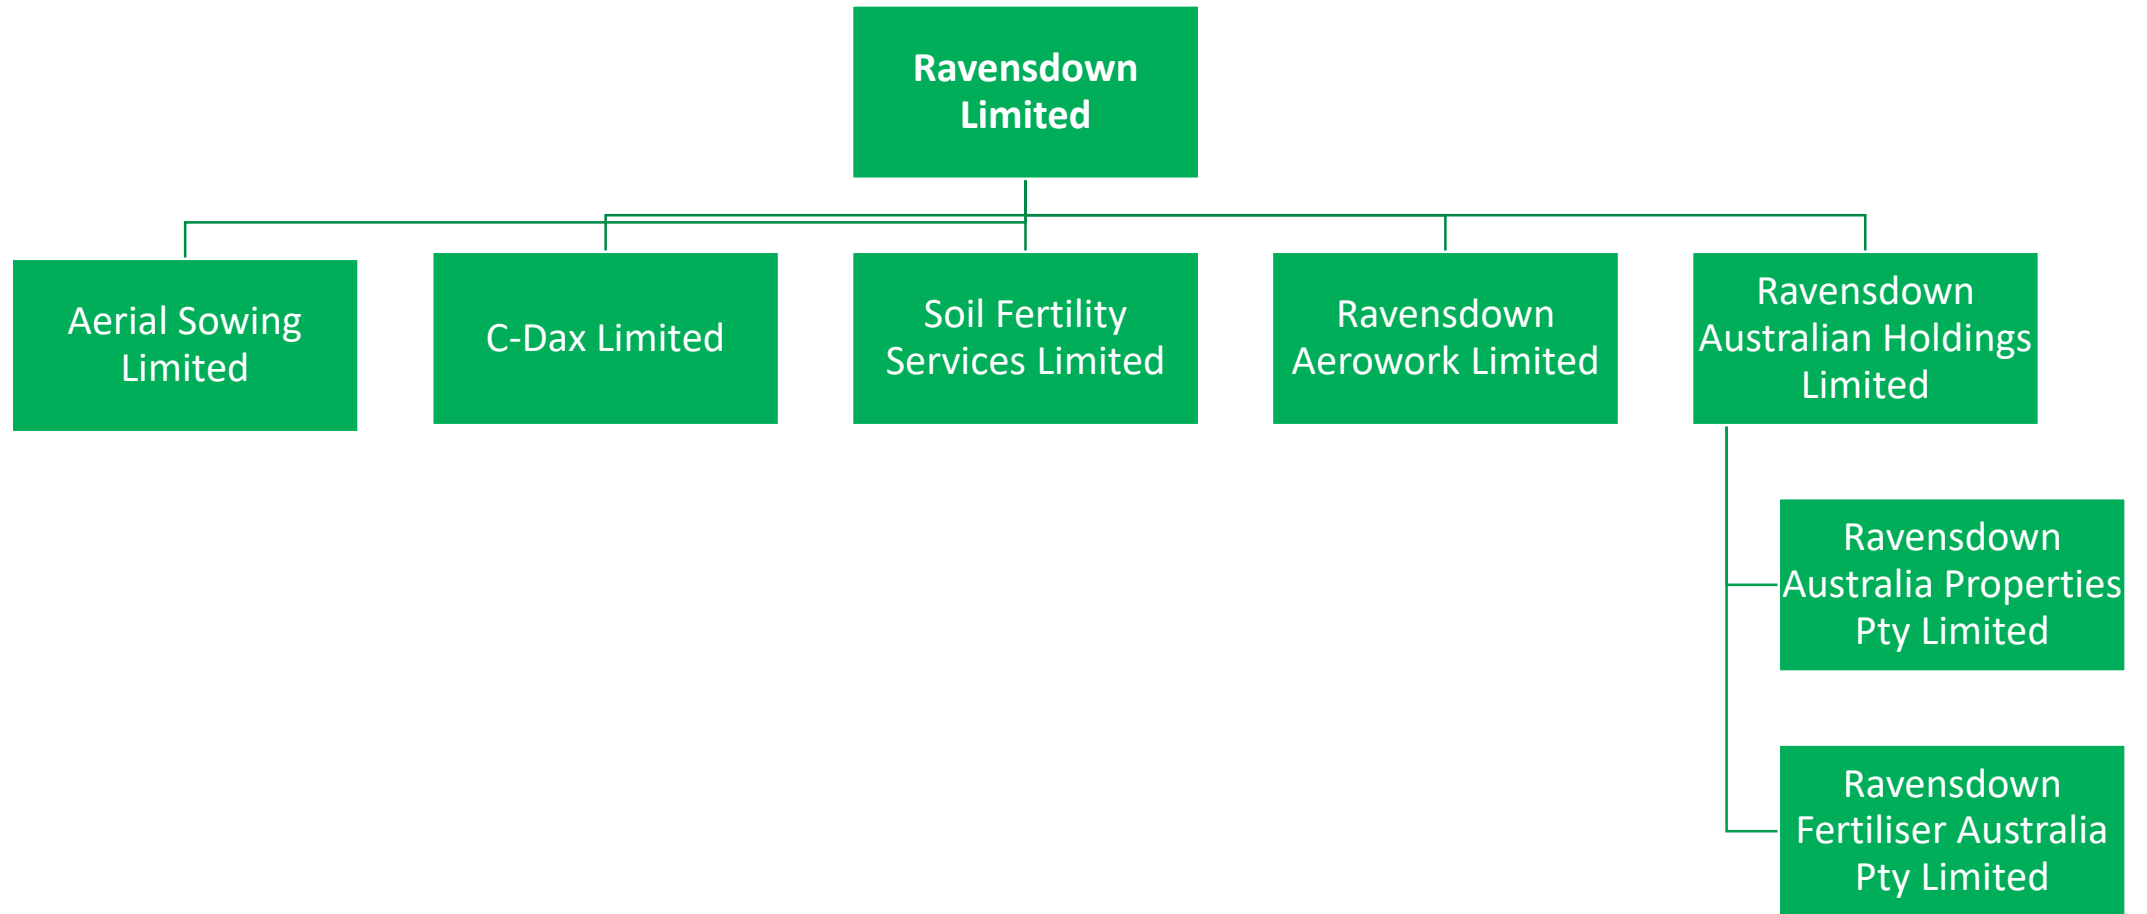 Ravensdown
Limited
Aerial Sowing
Limited
C-Dax Limited
Soil Fertility
Services Limited
Ravensdown
Aerowork Limited
Ravensdown
Australian Holdings
Limited
Ravensdown
Australia Properties
Pty Limited
Ravensdown
Fertiliser Australia
Pty Limited